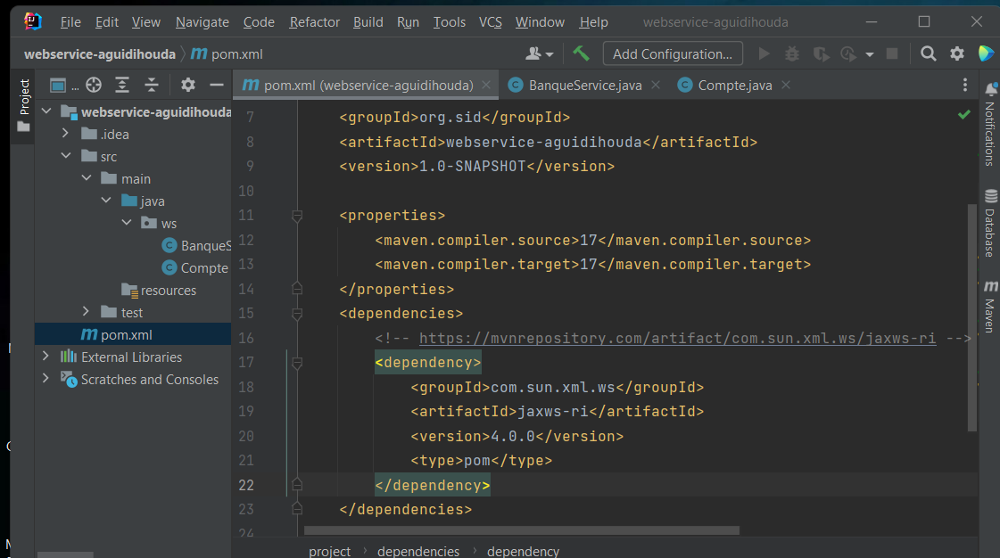 File Edit View Navigate Code Refactor Build Run Tools VCS Window Help webservice-aguidihouda
webservice-aguidihouda pom.xml Add Configuration...
Project
...
pom.xml (webservice-aguidihouda) BanqueService.java Compte.java
webservice-aguidihouda
.idea
src
main
java
ws
BanqueS
Compte
resources
test
pom.xml
External Libraries
Scratches and Consoles
7 <groupId>org.sid</groupId>
8 <artifactId>webservice-aguidihouda</artifactId>
9 <version>1.0-SNAPSHOT</version>
10
11 <properties>
12 <maven.compiler.source>17</maven.compiler.source>
13 <maven.compiler.target>17</maven.compiler.target>
14 </properties>
15 <dependencies>
16 <!-- https://mvnrepository.com/artifact/com.sun.xml.ws/jaxws-ri -->
17 <dependency>
18 <groupId>com.sun.xml.ws</groupId>
19 <artifactId>jaxws-ri</artifactId>
20 <version>4.0.0</version>
21 <type>pom</type>
22 </dependency>
23 </dependencies>
24
project dependencies dependency
Notifications
Database
Maven